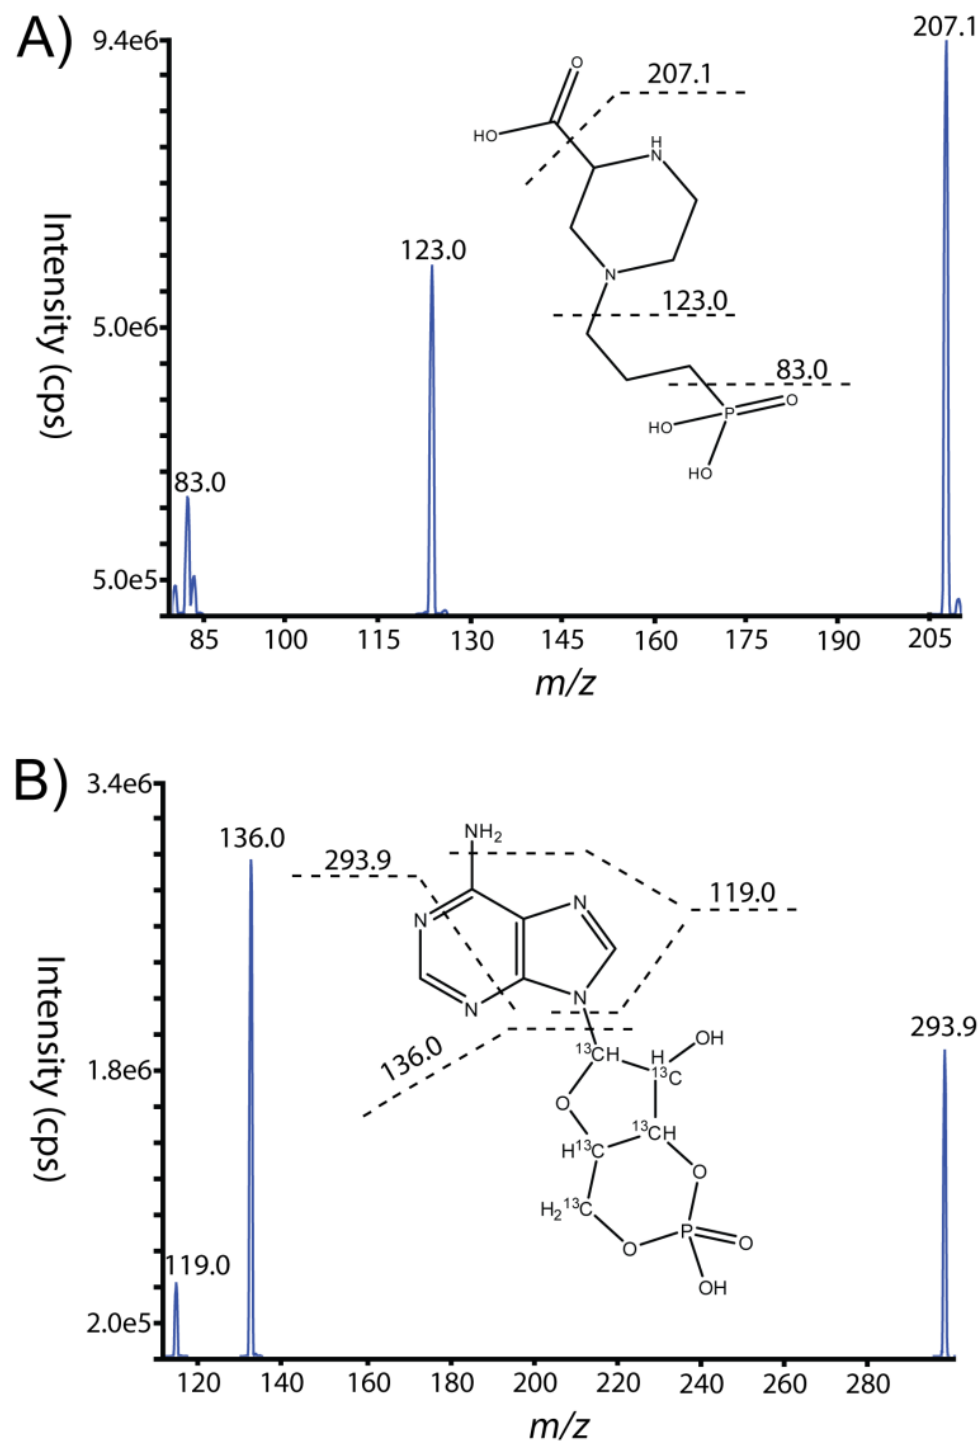 A)
9.4e6
5.0e6
5.0e5
Intensity (cps)
207.1
123.0
83.0
O
HO
H
N
N
207.1
123.0
83.0
P
O
HO
HO
85 100 115 130 145 160 175 190 205
m/z
B)
3.4e6
1.8e6
2.0e5
Intensity (cps)
136.0
119.0
293.9
293.9
119.0
136.0
NH2
N
N
N
N
13CH
H
13C
OH
O
H13C
13CH
H213C
O
O
P
O
OH
120 140 160 180 200 220 240 260 280
m/z